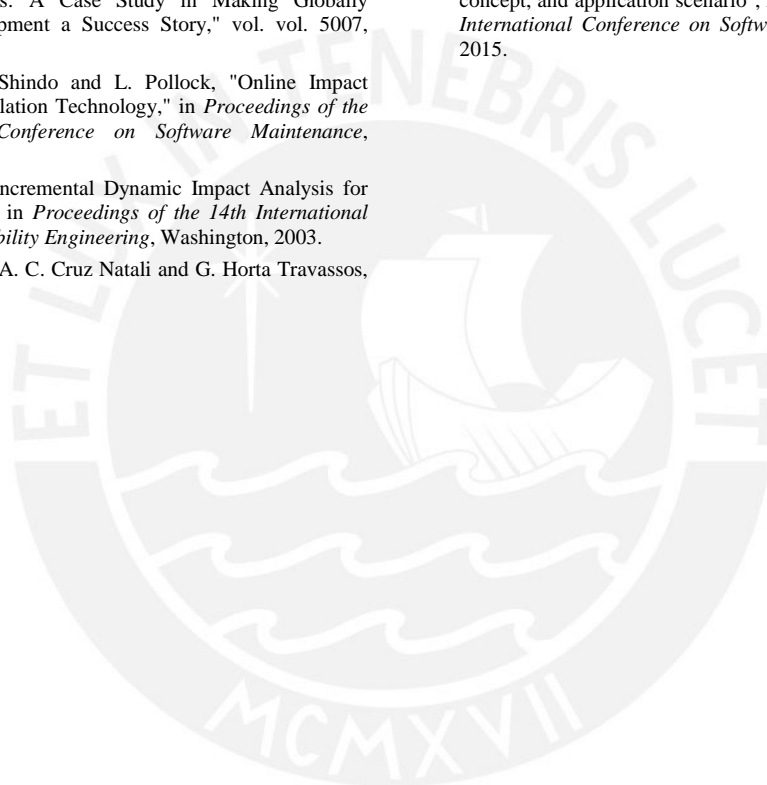 s: A Case Study in Making Globally
pment a Success Story," vol. vol. 5007,
Shindo and L. Pollock, "Online Impact
lation Technology," in Proceedings of the
Conference on Software Maintenance,
ncremental Dynamic Impact Analysis for
in Proceedings of the 14th International
bility Engineering, Washington, 2003.
A. C. Cruz Natali and G. Horta Travassos,
concept, and application scenario",
International Conference on Softw
2015.
ET LUX IN TENEBRIS LUCET
MCMXVII